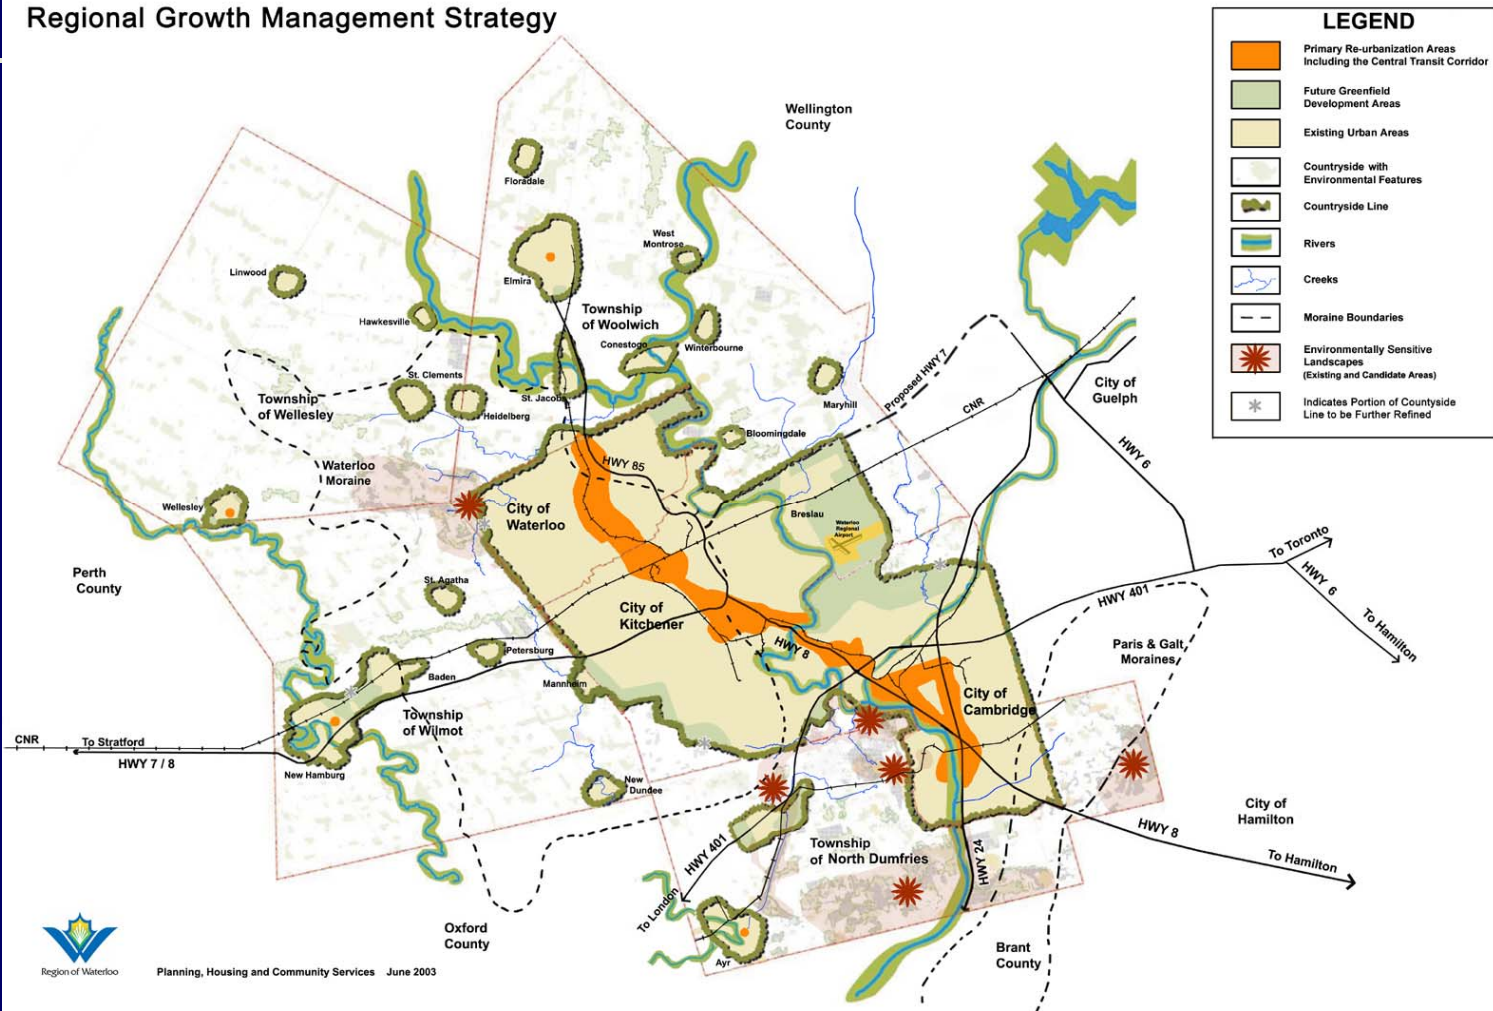 Regional Growth Management Strategy
LEGEND
Primary Re-urbanization Areas
Including the Central Transit Corridor
Future Greenfield
Development Areas
Existing Urban Areas
Countryside with
Environmental Features
Countryside Line
Rivers
Creeks
Moraine Boundaries
Environmentally Sensitive
Landscapes
(Existing and Candidate Areas)
Indicates Portion of Countyside
Line to be Further Refined
Wellington
County
Floradale
West
Montrose
Linwood
Elmira
Hawkesville
Township
of Woolwich
Conestogo
Winterbourne
Proposed HWY 7
St. Clements
Township
of Wellesley
St. Jacobs
Heidelberg
Maryhill
CNR
City of
Guelph
Bloomingdale
HWY 6
HWY 85
Waterloo
Moraine
Wellesley
City of
Waterloo
Breslau
Waterloo
Regional
Airport
To Toronto
HWY 6
To Hamilton
Perth
County
St. Agatha
HWY 401
City of
Kitchener
HWY 8
Paris & Galt
Moraines
Petersburg
Baden
Mannheim
City of
Cambridge
Township
of Wilmot
CNR
To Stratford
HWY 7 / 8
New Hamburg
New
Dundee
City of
Hamilton
HWY 8
To Hamilton
HWY 401
To London
Township
of North Dumfries
HWY 24
Oxford
County
Ayr
Brant
County
Region of Waterloo
Planning, Housing and Community Services June 2003